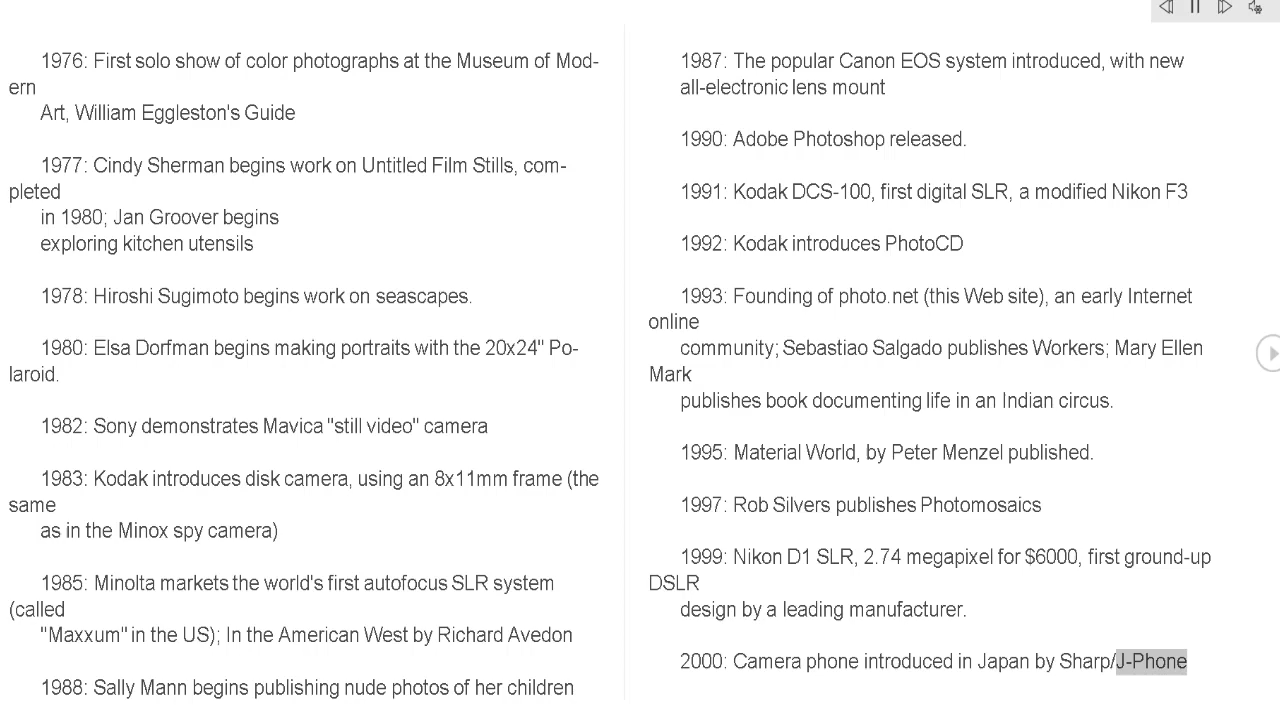 1976: First solo show of color photographs at the Museum of Mod-
ern
Art, William Eggleston's Guide
1977: Cindy Sherman begins work on Untitled Film Stills, com-
pleted
in 1980; Jan Groover begins
exploring kitchen utensils
1978: Hiroshi Sugimoto begins work on seascapes.
1980: Elsa Dorfman begins making portraits with the 20x24" Po-
laroid.
1982: Sony demonstrates Mavica "still video" camera
1983: Kodak introduces disk camera, using an 8x11mm frame (the
same
as in the Minox spy camera)
1985: Minolta markets the world's first autofocus SLR system
(called
"Maxxum" in the US); In the American West by Richard Avedon
1988: Sally Mann begins publishing nude photos of her children
1987: The popular Canon EOS system introduced, with new
all-electronic lens mount
1990: Adobe Photoshop released.
1991: Kodak DCS-100, first digital SLR, a modified Nikon F3
1992: Kodak introduces PhotoCD
1993: Founding of photo.net (this Web site), an early Internet
online
community; Sebastiao Salgado publishes Workers; Mary Ellen
Mark
publishes book documenting life in an Indian circus.
1995: Material World, by Peter Menzel published.
1997: Rob Silvers publishes Photomosaics
1999: Nikon D1 SLR, 2.74 megapixel for $6000, first ground-up
DSLR
design by a leading manufacturer.
2000: Camera phone introduced in Japan by Sharp/J-Phone